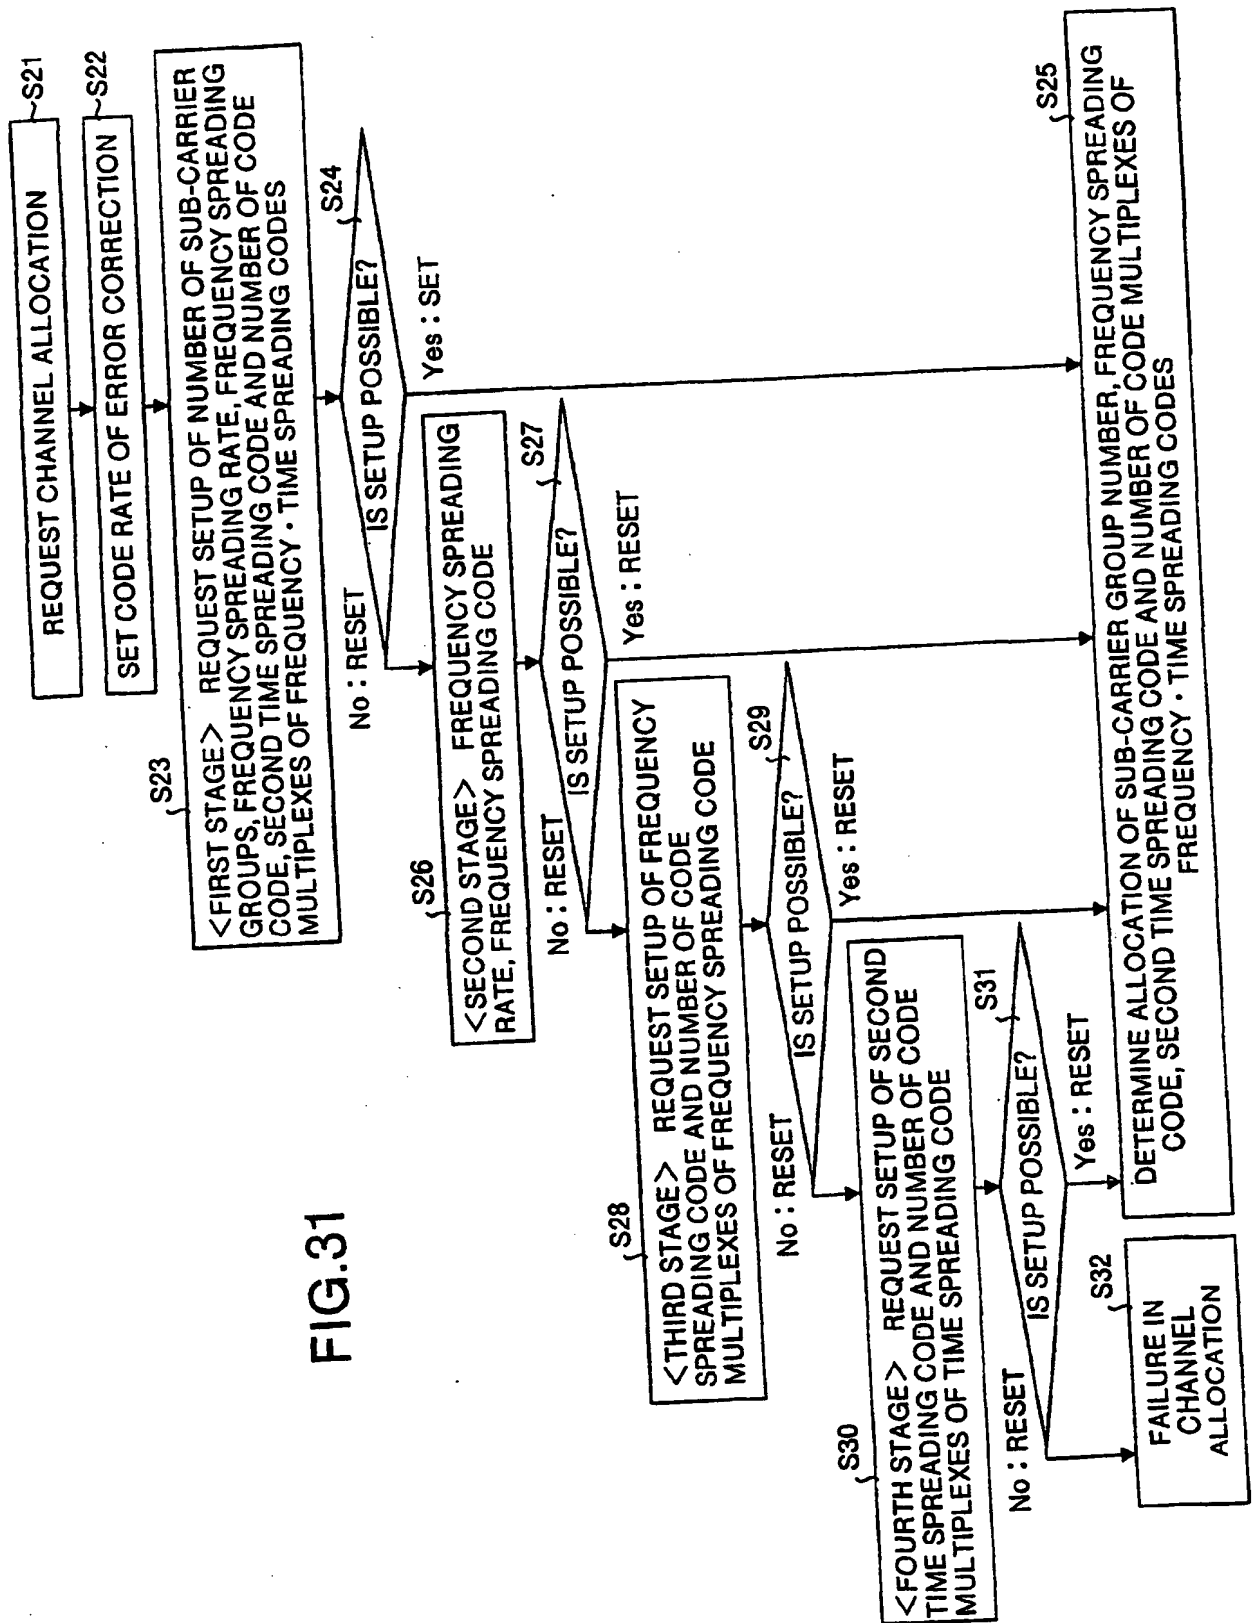 FIG.31
REQUEST CHANNEL ALLOCATION
S21
SET CODE RATE OF ERROR CORRECTION
S22
S23
<FIRST STAGE> REQUEST SETUP OF NUMBER OF SUB-CARRIER
GROUPS, FREQUENCY SPREADING RATE, FREQUENCY SPREADING
CODE, SECOND TIME SPREADING CODE AND NUMBER OF CODE
MULTIPLEXES OF FREQUENCY · TIME SPREADING CODES
S24
IS SETUP POSSIBLE?
No : RESET
Yes : SET
S26
<SECOND STAGE> FREQUENCY SPREADING
RATE, FREQUENCY SPREADING CODE
S27
IS SETUP POSSIBLE?
No : RESET
Yes : RESET
S28
<THIRD STAGE> REQUEST SETUP OF FREQUENCY
SPREADING CODE AND NUMBER OF CODE
MULTIPLEXES OF FREQUENCY SPREADING CODE
S29
IS SETUP POSSIBLE?
No : RESET
Yes : RESET
S30
<FOURTH STAGE> REQUEST SETUP OF SECOND
TIME SPREADING CODE AND NUMBER OF CODE
MULTIPLEXES OF TIME SPREADING CODE
S31
IS SETUP POSSIBLE?
No : RESET
Yes : RESET
S32
FAILURE IN
CHANNEL
ALLOCATION
S25
DETERMINE ALLOCATION OF SUB-CARRIER GROUP NUMBER, FREQUENCY SPREADING
CODE, SECOND TIME SPREADING CODE AND NUMBER OF CODE MULTIPLEXES OF
FREQUENCY · TIME SPREADING CODES